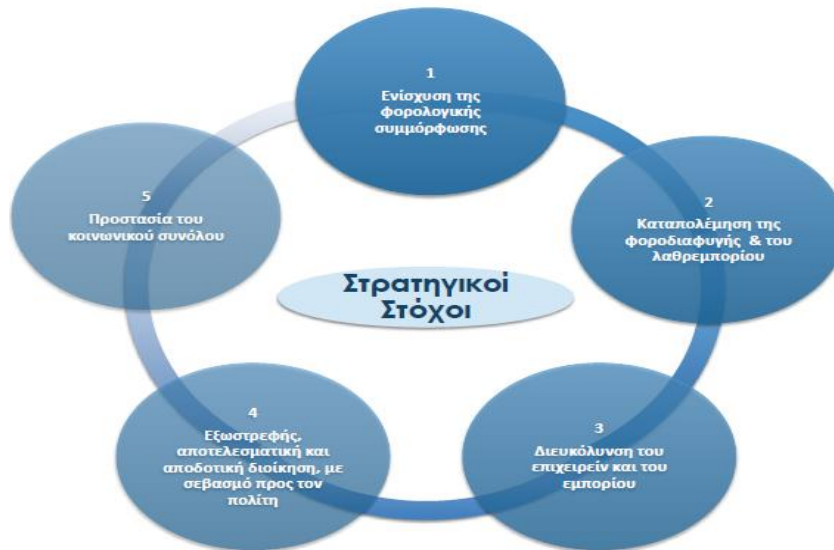 1
Ενίσχυση της
φορολογικής
συμμόρφωσης
2
Καταπολέμηση της
φοροδιαφυγής & του
λαθρεμπορίου
3
Διευκόλυνση του
επιχειρείν και του
εμπορίου
4
Εξωστρεφής,
αποτελεσματική και
αποδοτική διοίκηση, με
σεβασμό προς τον
πολίτη
5
Προστασία του
κοινωνικού συνόλου
Στρατηγικοί
Στόχοι